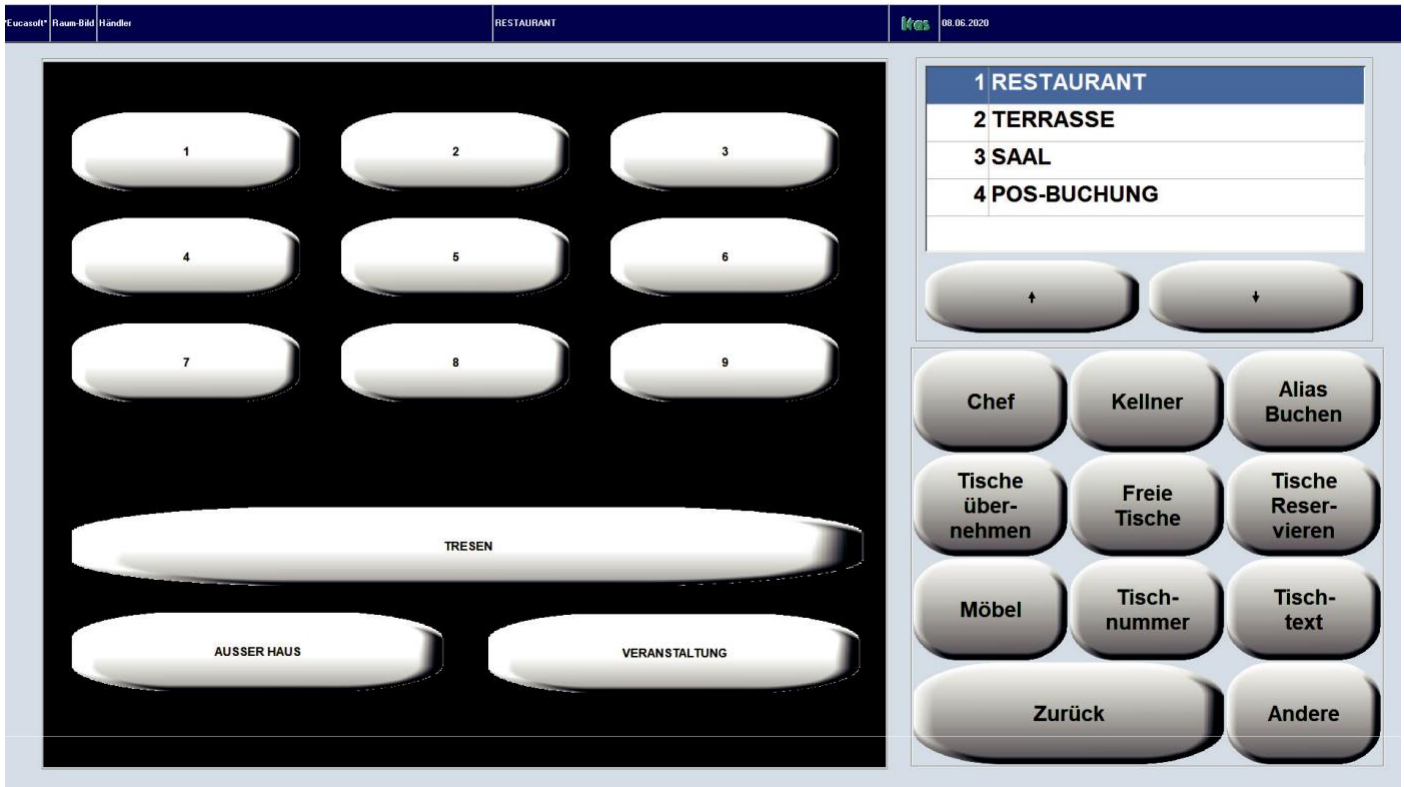 "Eucasoft" Raum-Bild Händler RESTAURANT 08.06.2020
1 2 3
4 5 6
7 8 9
TRESEN
AUSSER HAUS VERANSTALTUNG
1 RESTAURANT
2 TERRASSE
3 SAAL
4 POS-BUCHUNG
Chef
Kellner
Alias
Buchen
Tische
über-
nehmen
Freie
Tische
Tische
Reser-
vieren
Möbel
Tisch-
nummer
Tisch-
text
Zurück
Andere